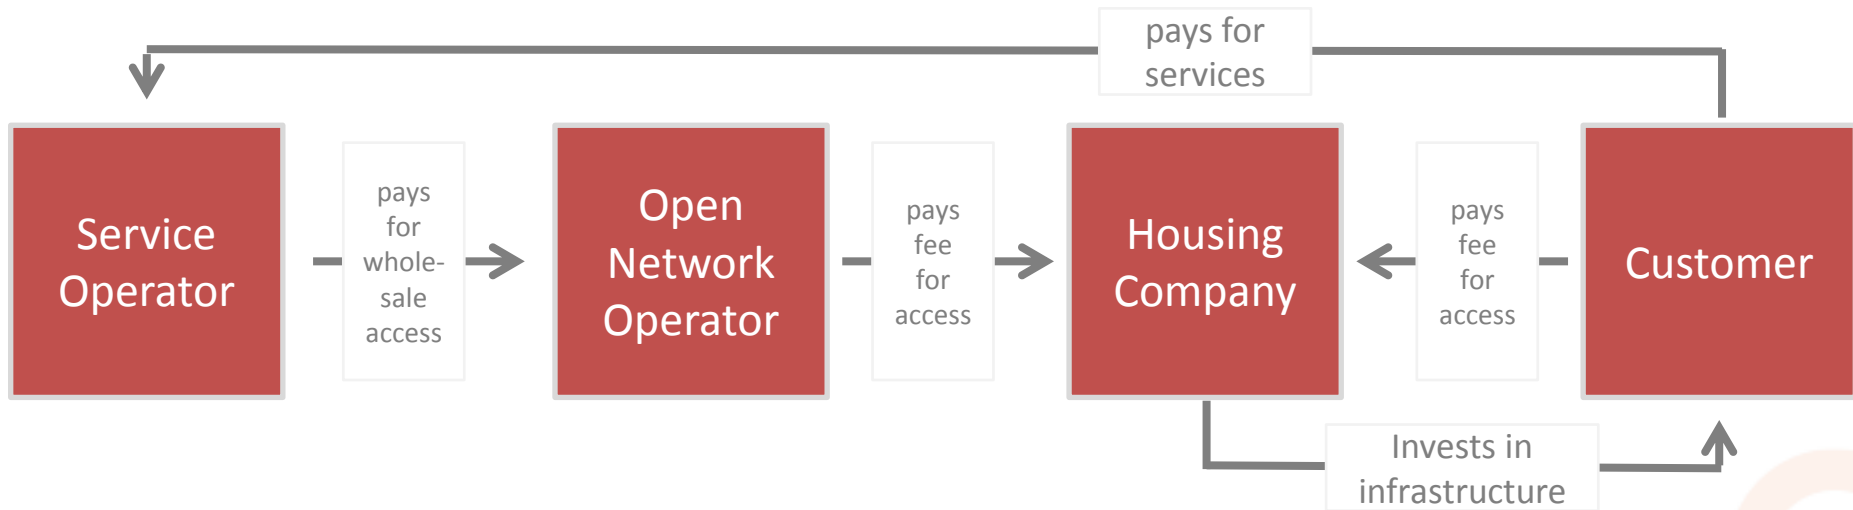 pays for
services
Service
Operator
pays
for
whole-
sale
access
Open
Network
Operator
pays
fee
for
access
Housing
Company
pays
fee
for
access
Customer
Invests in
infrastructure